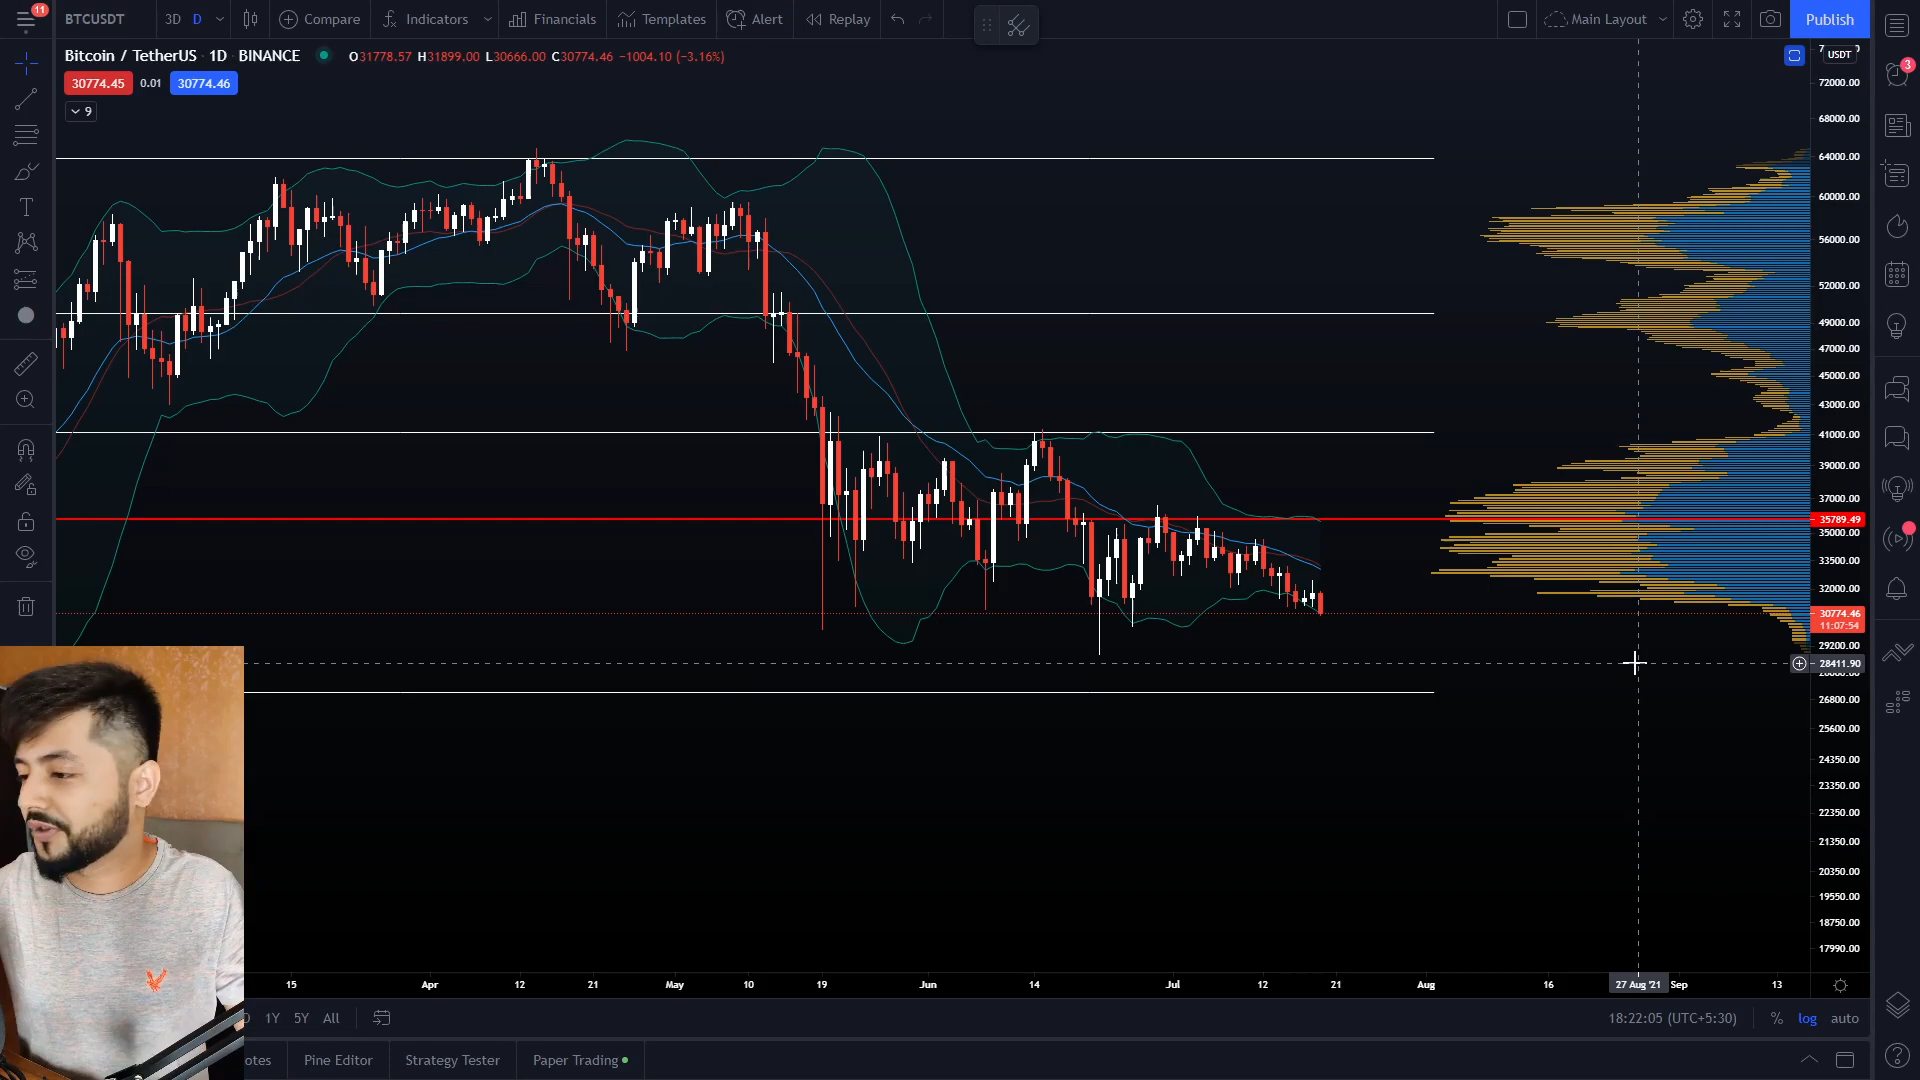 11
BTCUSDT
3D D
Compare
Indicators
Financials
Templates
Alert
Replay
Main Layout
Publish
Bitcoin / TetherUS · 1D · BINANCE
O31778.57 H31899.00 L30666.00 C30774.46 −1004.10 (−3.16%)
30774.45 0.01 30774.46
9
USDT
3
72000.00
68000.00
64000.00
60000.00
56000.00
52000.00
49000.00
47000.00
45000.00
43000.00
41000.00
39000.00
37000.00
35789.49
35000.00
33500.00
32000.00
30774.46
11:07:54
29200.00
28411.90
26800.00
25600.00
24350.00
23350.00
22350.00
21350.00
20350.00
19550.00
18750.00
17990.00
15 Apr 12 21 May 10 19 Jun 14 Jul 12 21 Aug 16 27 Aug '21 Sep 13
1Y 5Y All
18:22:05 (UTC+5:30) % log auto
otes Pine Editor Strategy Tester Paper Trading